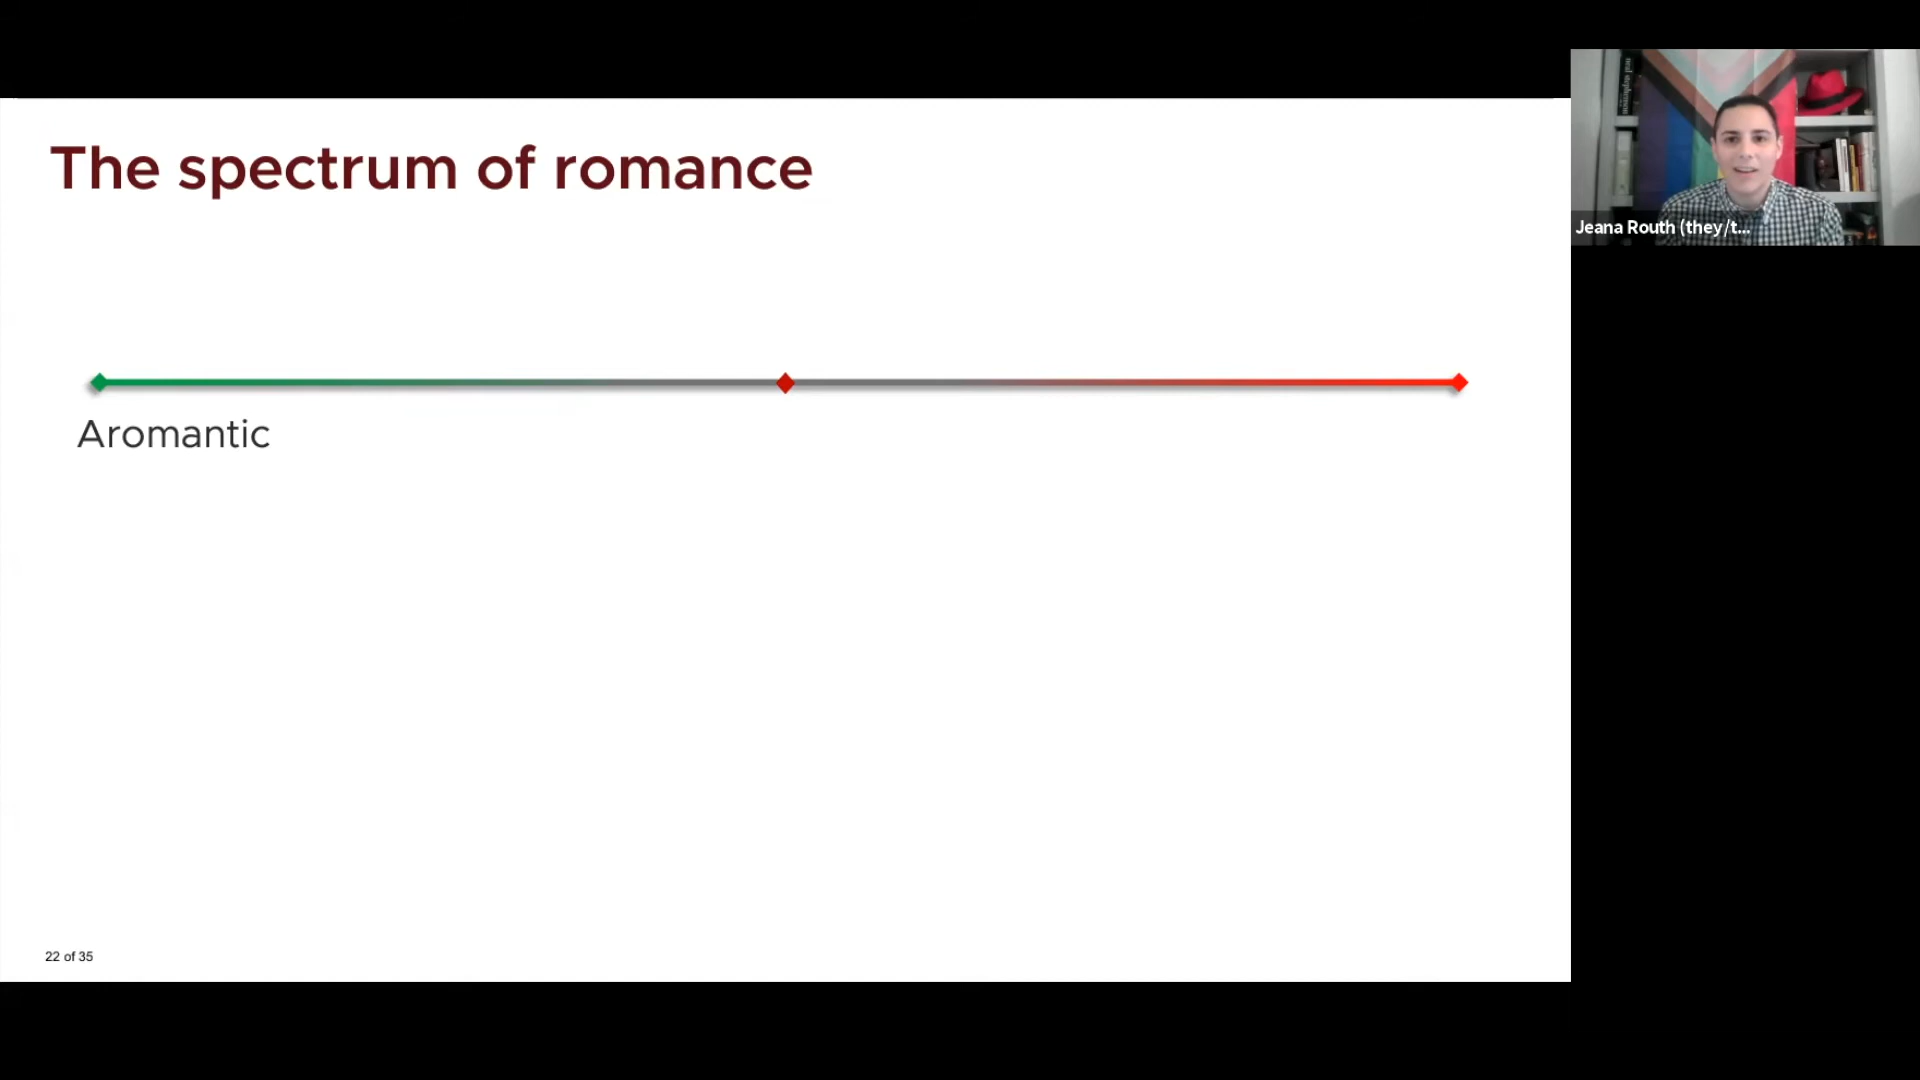 The spectrum of romance
Jeana Routh (they/t...
Aromantic
22 of 35